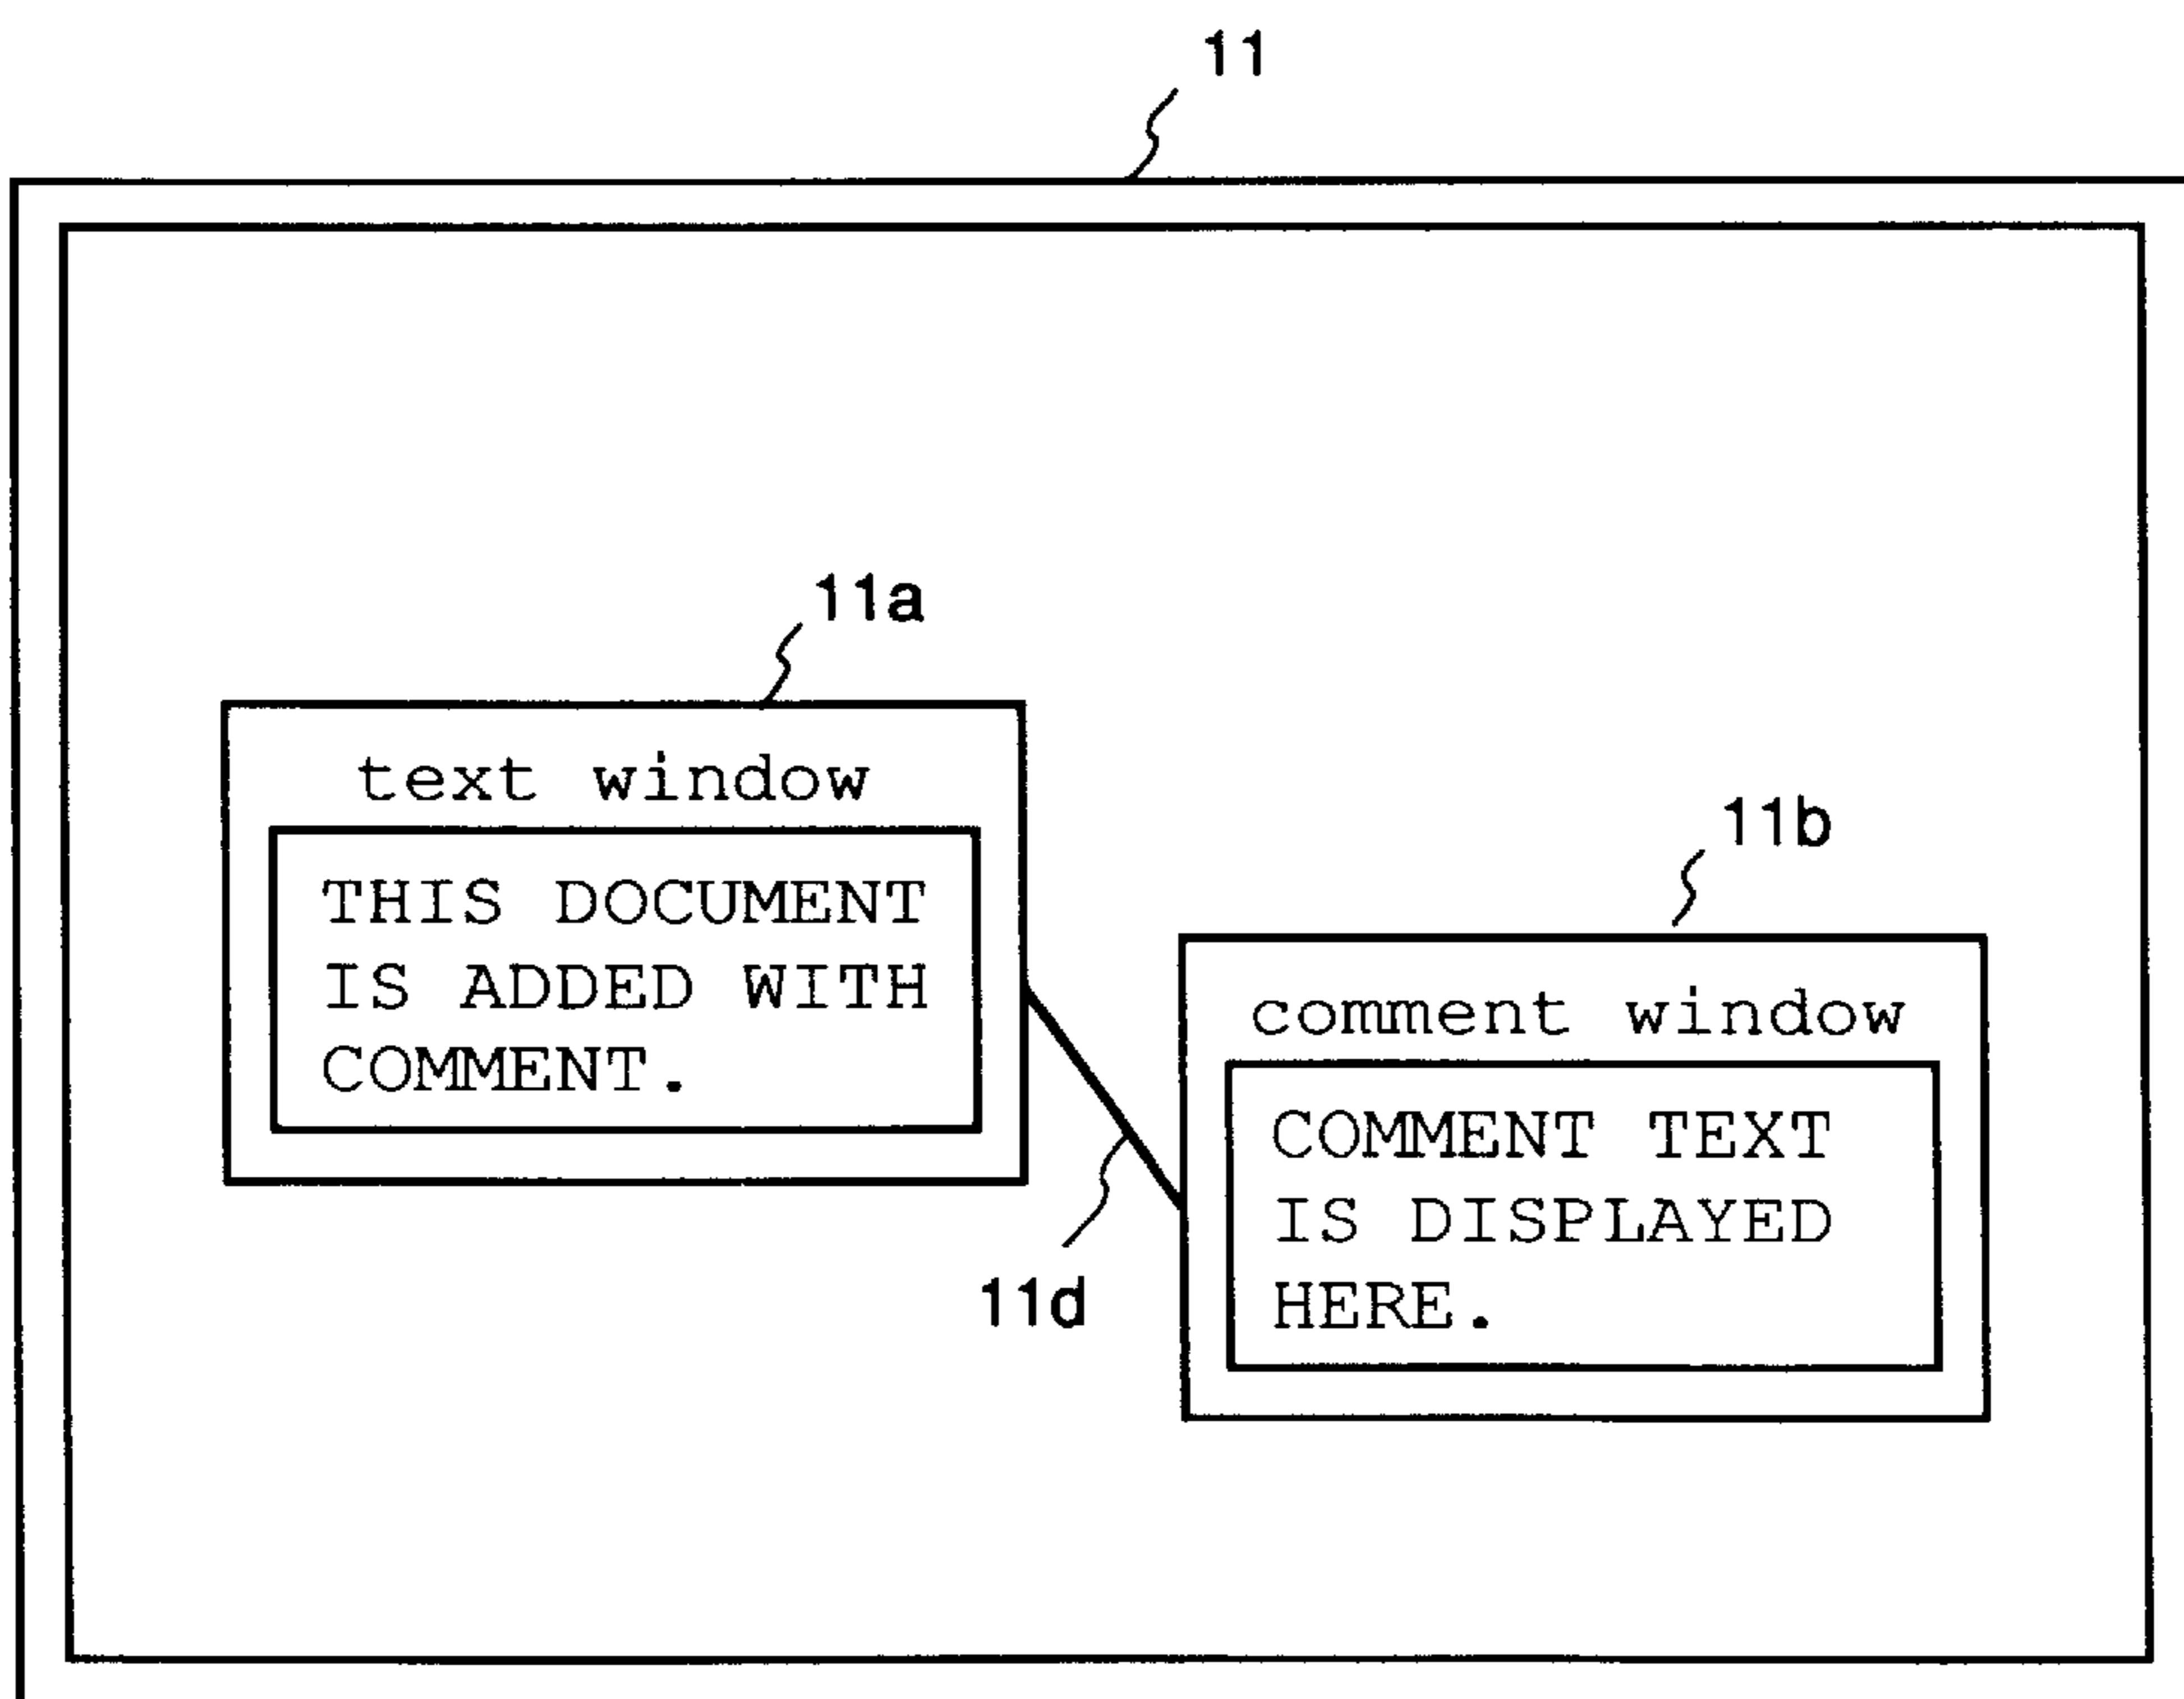 11
11a
text window
THIS DOCUMENT
IS ADDED WITH
COMMENT.
11b
comment window
COMMENT TEXT
IS DISPLAYED
HERE.
11d